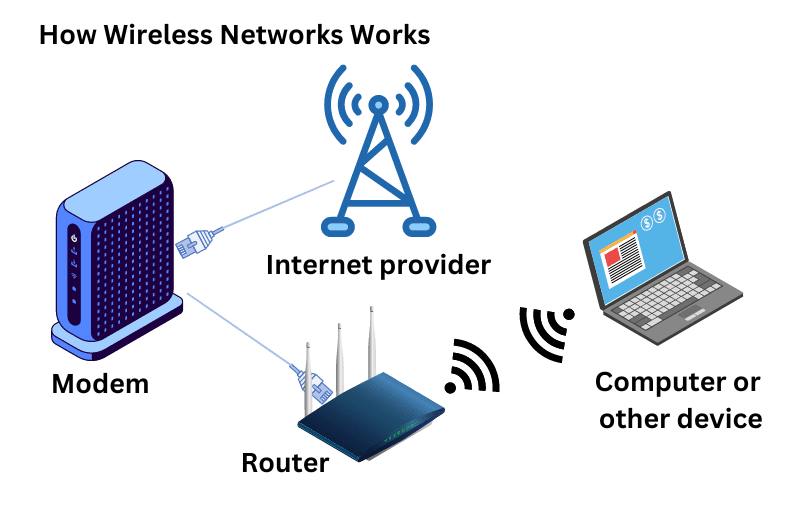 How Wireless Networks Works
Internet provider
Modem
Computer or
other device
Router
$ $